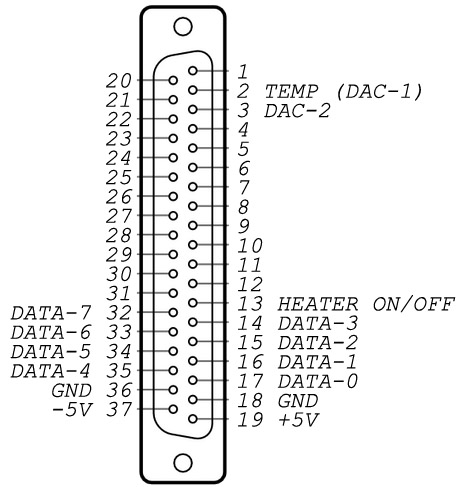 1
20
2 TEMP (DAC-1)
21
3 DAC-2
22
4
23
5
24
6
25
7
26
8
27
9
28
10
29
11
30
12
31
13 HEATER ON/OFF
DATA-7 32
14 DATA-3
DATA-6 33
15 DATA-2
DATA-5 34
16 DATA-1
DATA-4 35
17 DATA-0
GND 36
18 GND
-5V 37
19 +5V